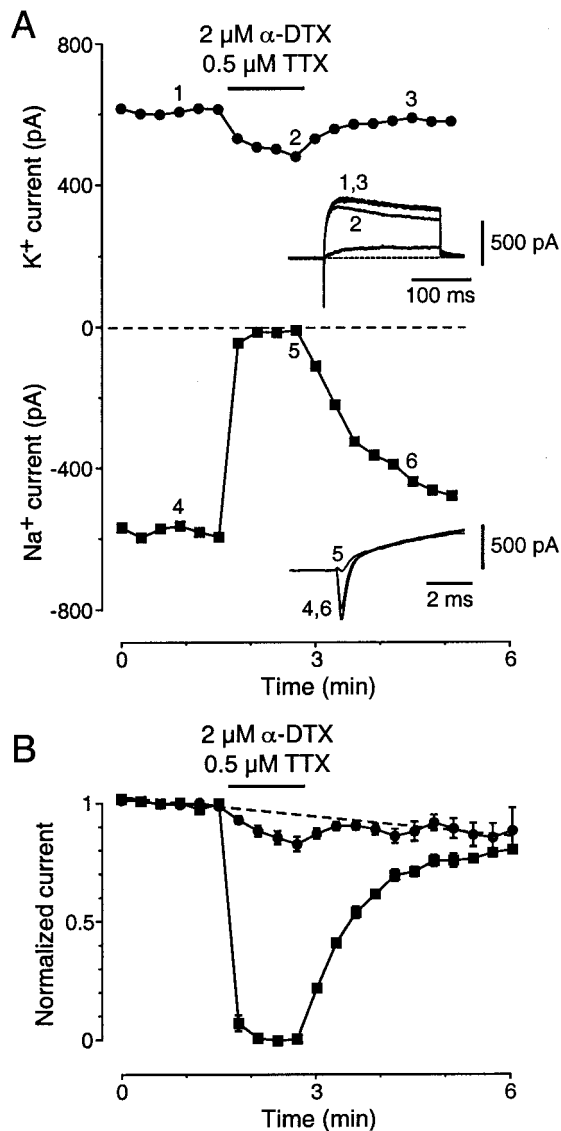 A
2 µM α-DTX
0.5 µM TTX
800
400
0
-400
-800
K⁺ current (pA)
Na⁺ current (pA)
1
2
3
1,3
2
500 pA
100 ms
4
5
6
5
4,6
500 pA
2 ms
0
3
6
Time (min)
B
2 µM α-DTX
0.5 µM TTX
1
0.5
0
Normalized current
0
3
6
Time (min)